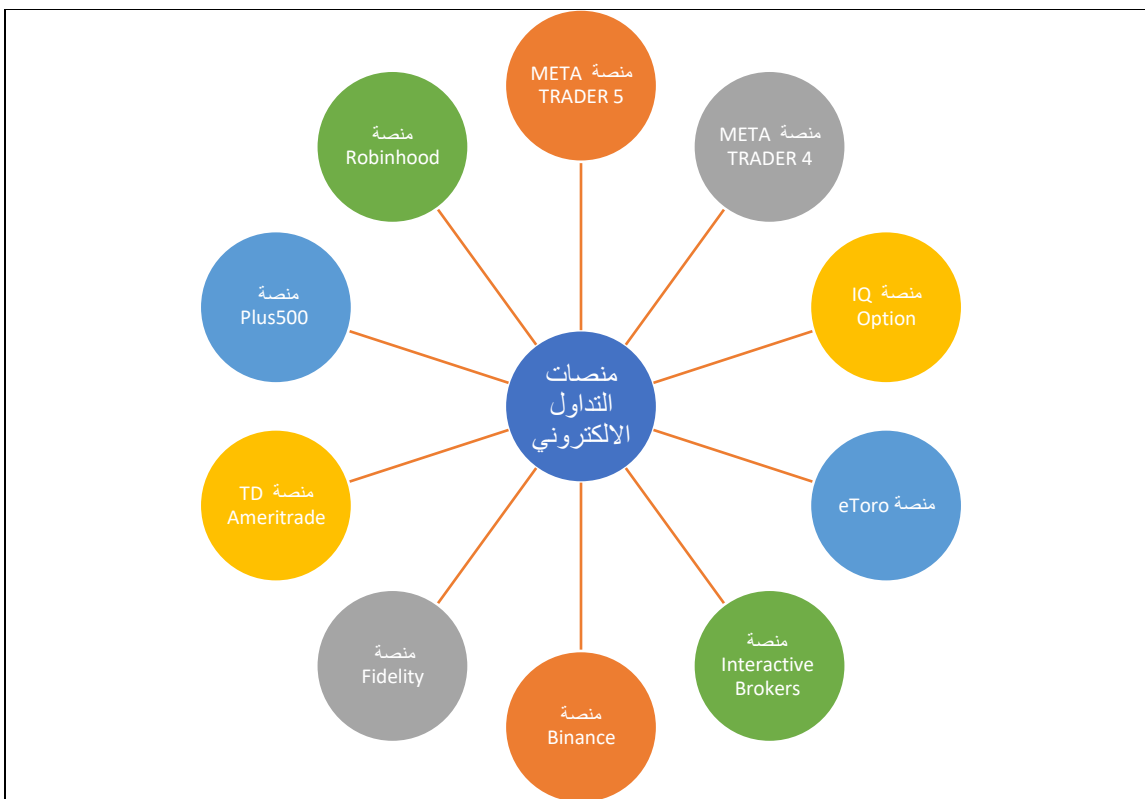 منصة META
TRADER 5
منصة META
TRADER 4
منصة IQ
Option
منصة eToro
منصة
Interactive
Brokers
منصة
Binance
منصة
Fidelity
منصة TD
Ameritrade
منصة
Plus500
منصة
Robinhood
منصات
التداول
الالكتروني